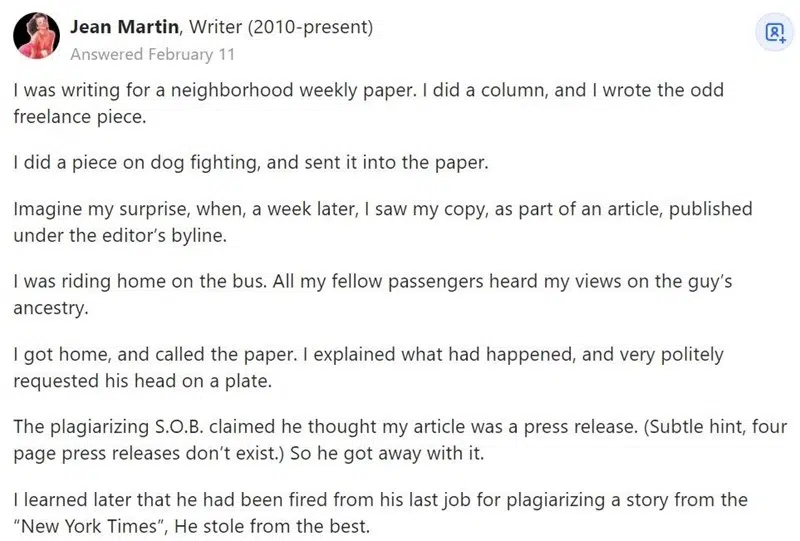 Jean Martin, Writer (2010-present)
Answered February 11
I was writing for a neighborhood weekly paper. I did a column, and I wrote the odd
freelance piece.
I did a piece on dog fighting, and sent it into the paper.
Imagine my surprise, when, a week later, I saw my copy, as part of an article, published
under the editor’s byline.
I was riding home on the bus. All my fellow passengers heard my views on the guy’s
ancestry.
I got home, and called the paper. I explained what had happened, and very politely
requested his head on a plate.
The plagiarizing S.O.B. claimed he thought my article was a press release. (Subtle hint, four
page press releases don’t exist.) So he got away with it.
I learned later that he had been fired from his last job for plagiarizing a story from the
“New York Times”, He stole from the best.